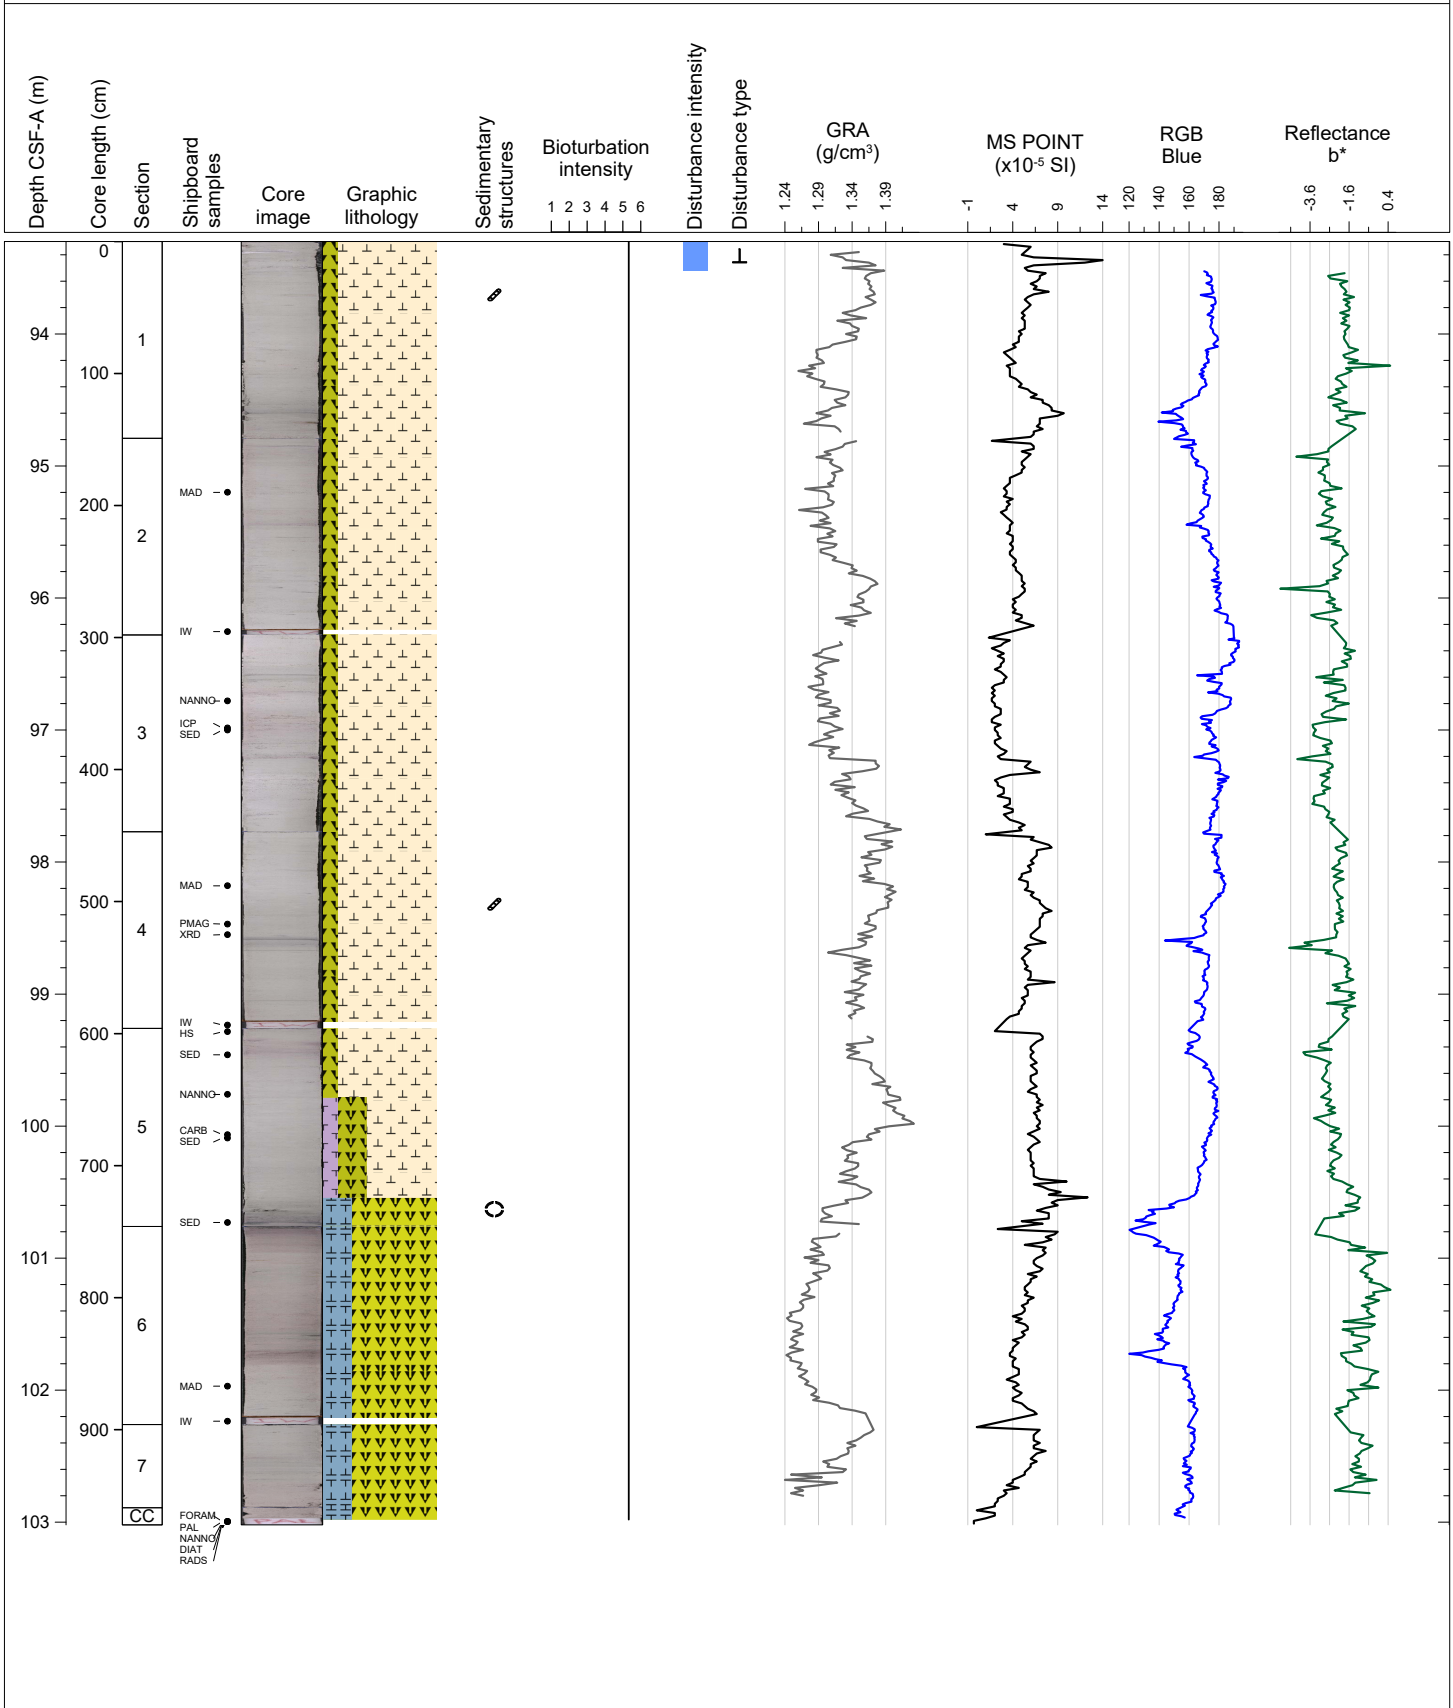 Depth CSF-A (m)
Core length (cm)
Section
Shipboard
samples
Core
image
Graphic
lithology
Sedimentary
structures
Bioturbation
intensity
1 2 3 4 5 6
Disturbance intensity
Disturbance type
GRA
(g/cm³)
1.24 1.29 1.34 1.39
MS POINT
(x10⁻⁵ SI)
-1 4 9 14
RGB
Blue
120 140 160 180
Reflectance
b*
-3.6 -1.6 0.4
0
94
1
100
95
MAD
200
2
96
IW
300
NANNO
ICP
SED
97
3
400
98
MAD
500
PMAG
XRD
4
99
IW
HS
600
SED
NANNO
100
5
CARB
SED
700
SED
101
800
6
102
MAD
IW
900
7
CC
103
FORAM
PAL
NANNO
DIAT
RADS